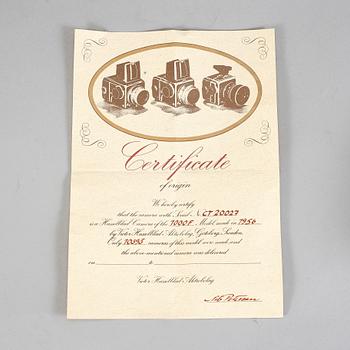 Certificate
of origin
We hereby certify
that the camera with Serial N CT 20027
is a Hasselblad Camera of the 1000F Model made in 1956
by Victor Hasselblad Aktiebolag, Göteborg, Sweden.
Only 10395 cameras of this model were made and
the above-mentioned camera was delivered
on to
Victor Hasselblad Aktiebolag